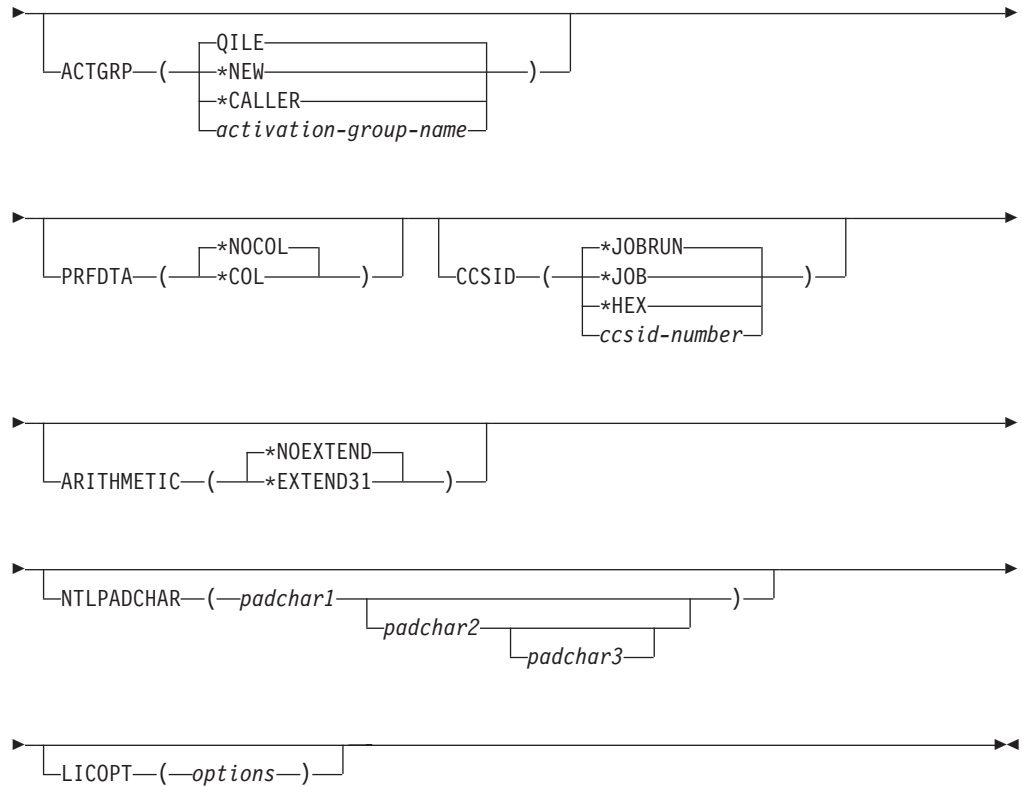 QILE
ACTGRP ( *NEW )
*CALLER
activation-group-name
*NOCOL *JOBRUN
PRFDTA ( *COL ) CCSID ( *JOB )
*HEX
ccsid-number
*NOEXTEND
ARITHMETIC ( *EXTEND31 )
NTLPADCHAR ( padchar1 )
padchar2
padchar3
LICOPT ( options )